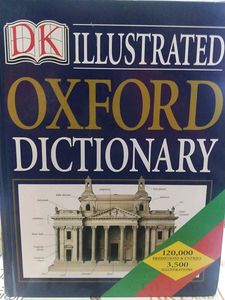 DK ILLUSTRATED
OXFORD
DICTIONARY
120,000
DEFINITIONS & ENTRIES
3,500
ILLUSTRATIONS